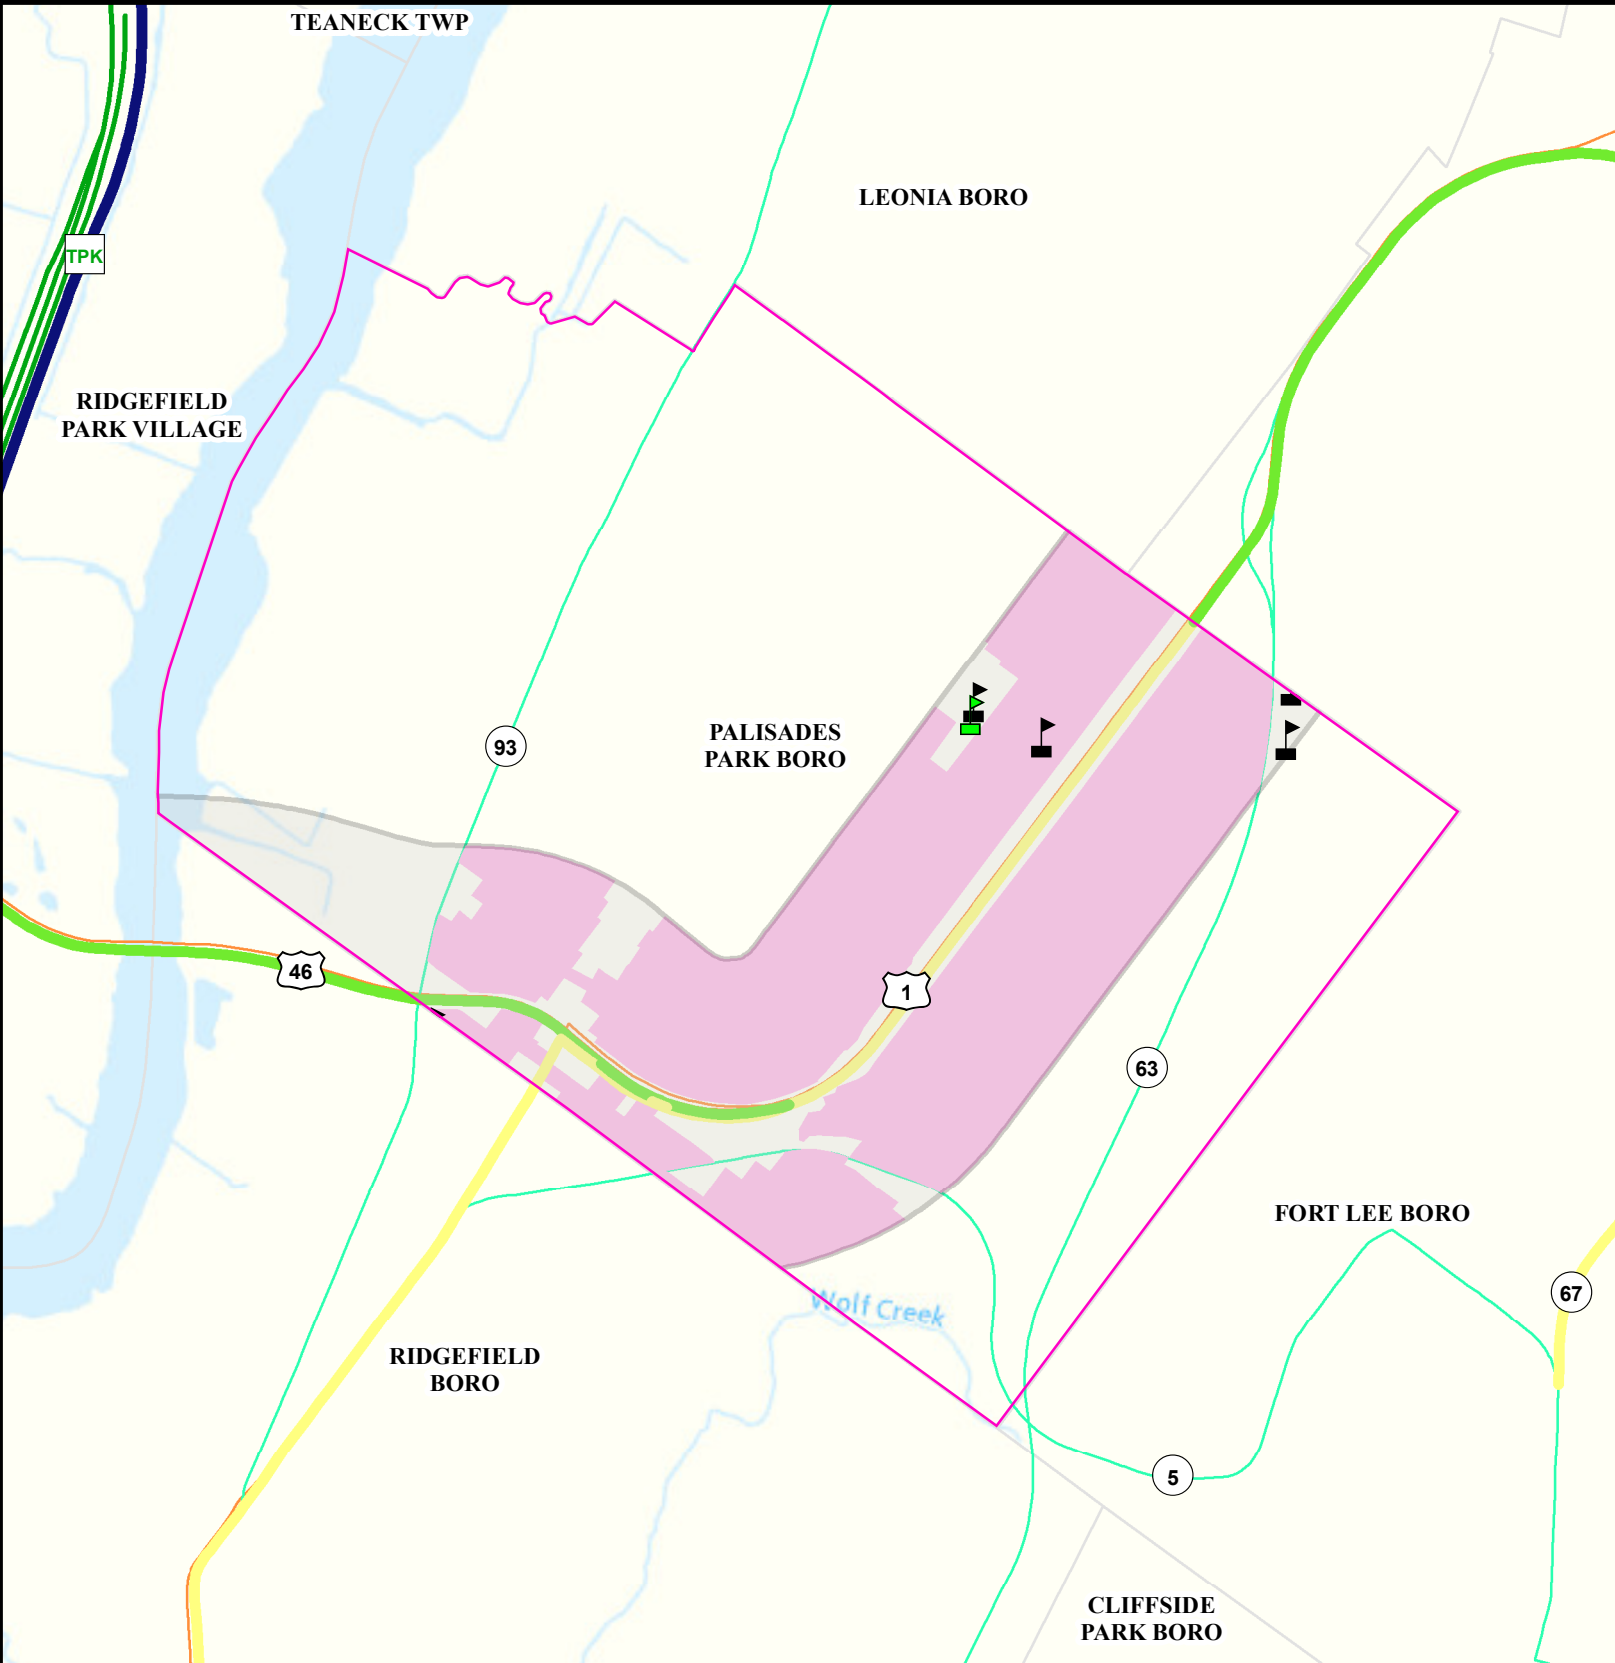 TEANECK TWP
LEONIA BORO
TPK
RIDGEFIELD
PARK VILLAGE
PALISADES
PARK BORO
93
46
1
63
FORT LEE BORO
67
Wolf Creek
RIDGEFIELD
BORO
5
CLIFFSIDE
PARK BORO